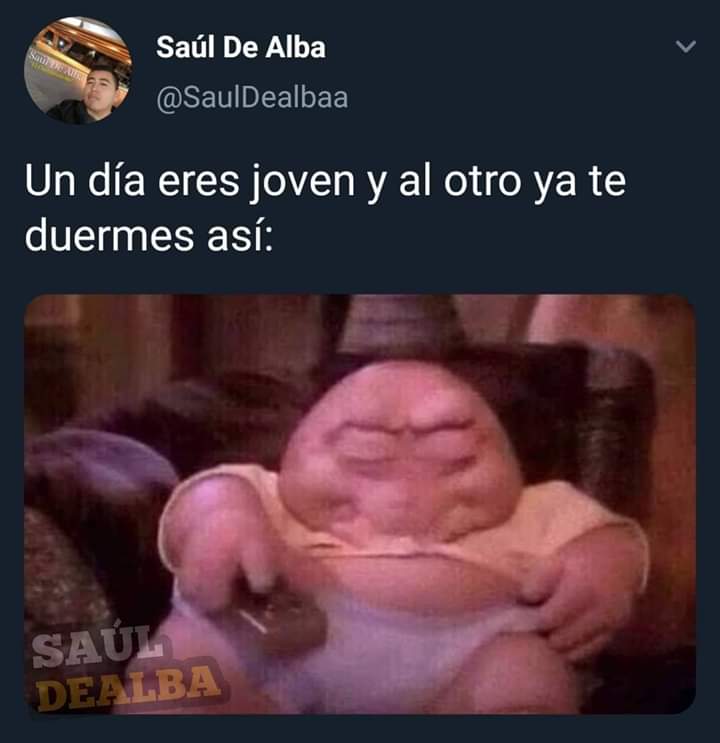 Saúl De Alba
@SaulDealbaa
Un día eres joven y al otro ya te
duermes así:
SAÚL
DEALBA